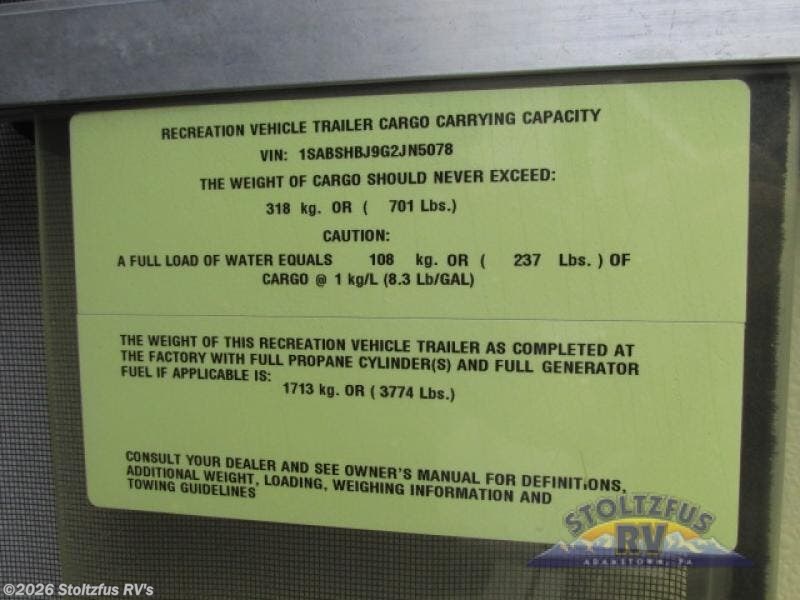 RECREATION VEHICLE TRAILER CARGO CARRYING CAPACITY
VIN: 1SABSHBJ9G2JN5078
THE WEIGHT OF CARGO SHOULD NEVER EXCEED:
318 kg. OR ( 701 Lbs.)
CAUTION:
A FULL LOAD OF WATER EQUALS 108 kg. OR ( 237 Lbs. ) OF
CARGO @ 1 kg/L (8.3 Lb/GAL)
THE WEIGHT OF THIS RECREATION VEHICLE TRAILER AS COMPLETED AT
THE FACTORY WITH FULL PROPANE CYLINDER(S) AND FULL GENERATOR
FUEL IF APPLICABLE IS:
1713 kg. OR ( 3774 Lbs.)
CONSULT YOUR DEALER AND SEE OWNER'S MANUAL FOR DEFINITIONS,
ADDITIONAL WEIGHT, LOADING, WEIGHING INFORMATION AND
TOWING GUIDELINES
STOLTZFUS
RV
ADAMSTOWN, PA
©2026 Stoltzfus RV's